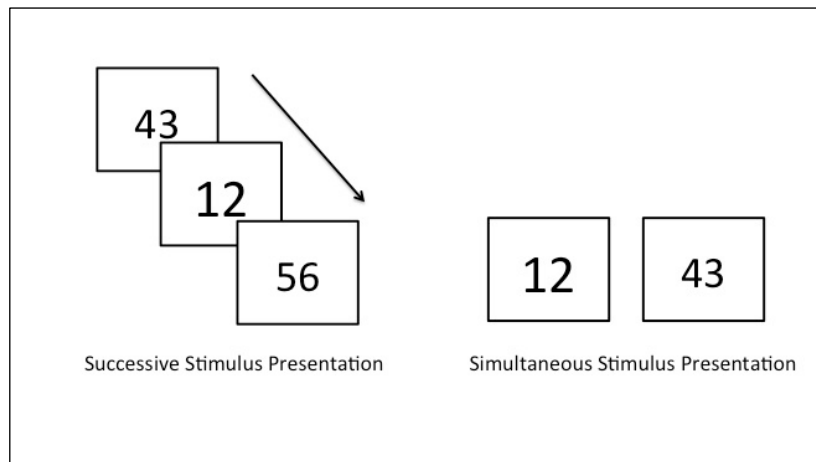 43
12
56
12 43
Successive Stimulus Presentation
Simultaneous Stimulus Presentation